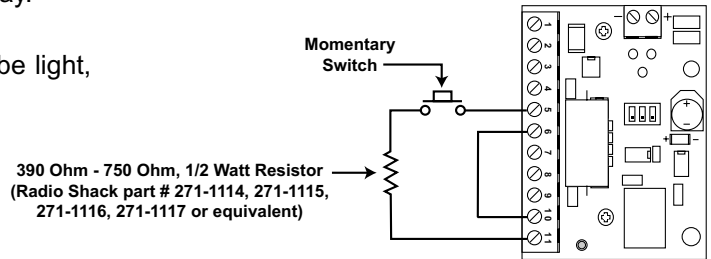 ay.
be light,
Momentary
Switch
390 Ohm - 750 Ohm, 1/2 Watt Resistor
(Radio Shack part # 271-1114, 271-1115,
271-1116, 271-1117 or equivalent)
- +
1
2
3
4
5
6
7
8
9
10
11
+ -
+